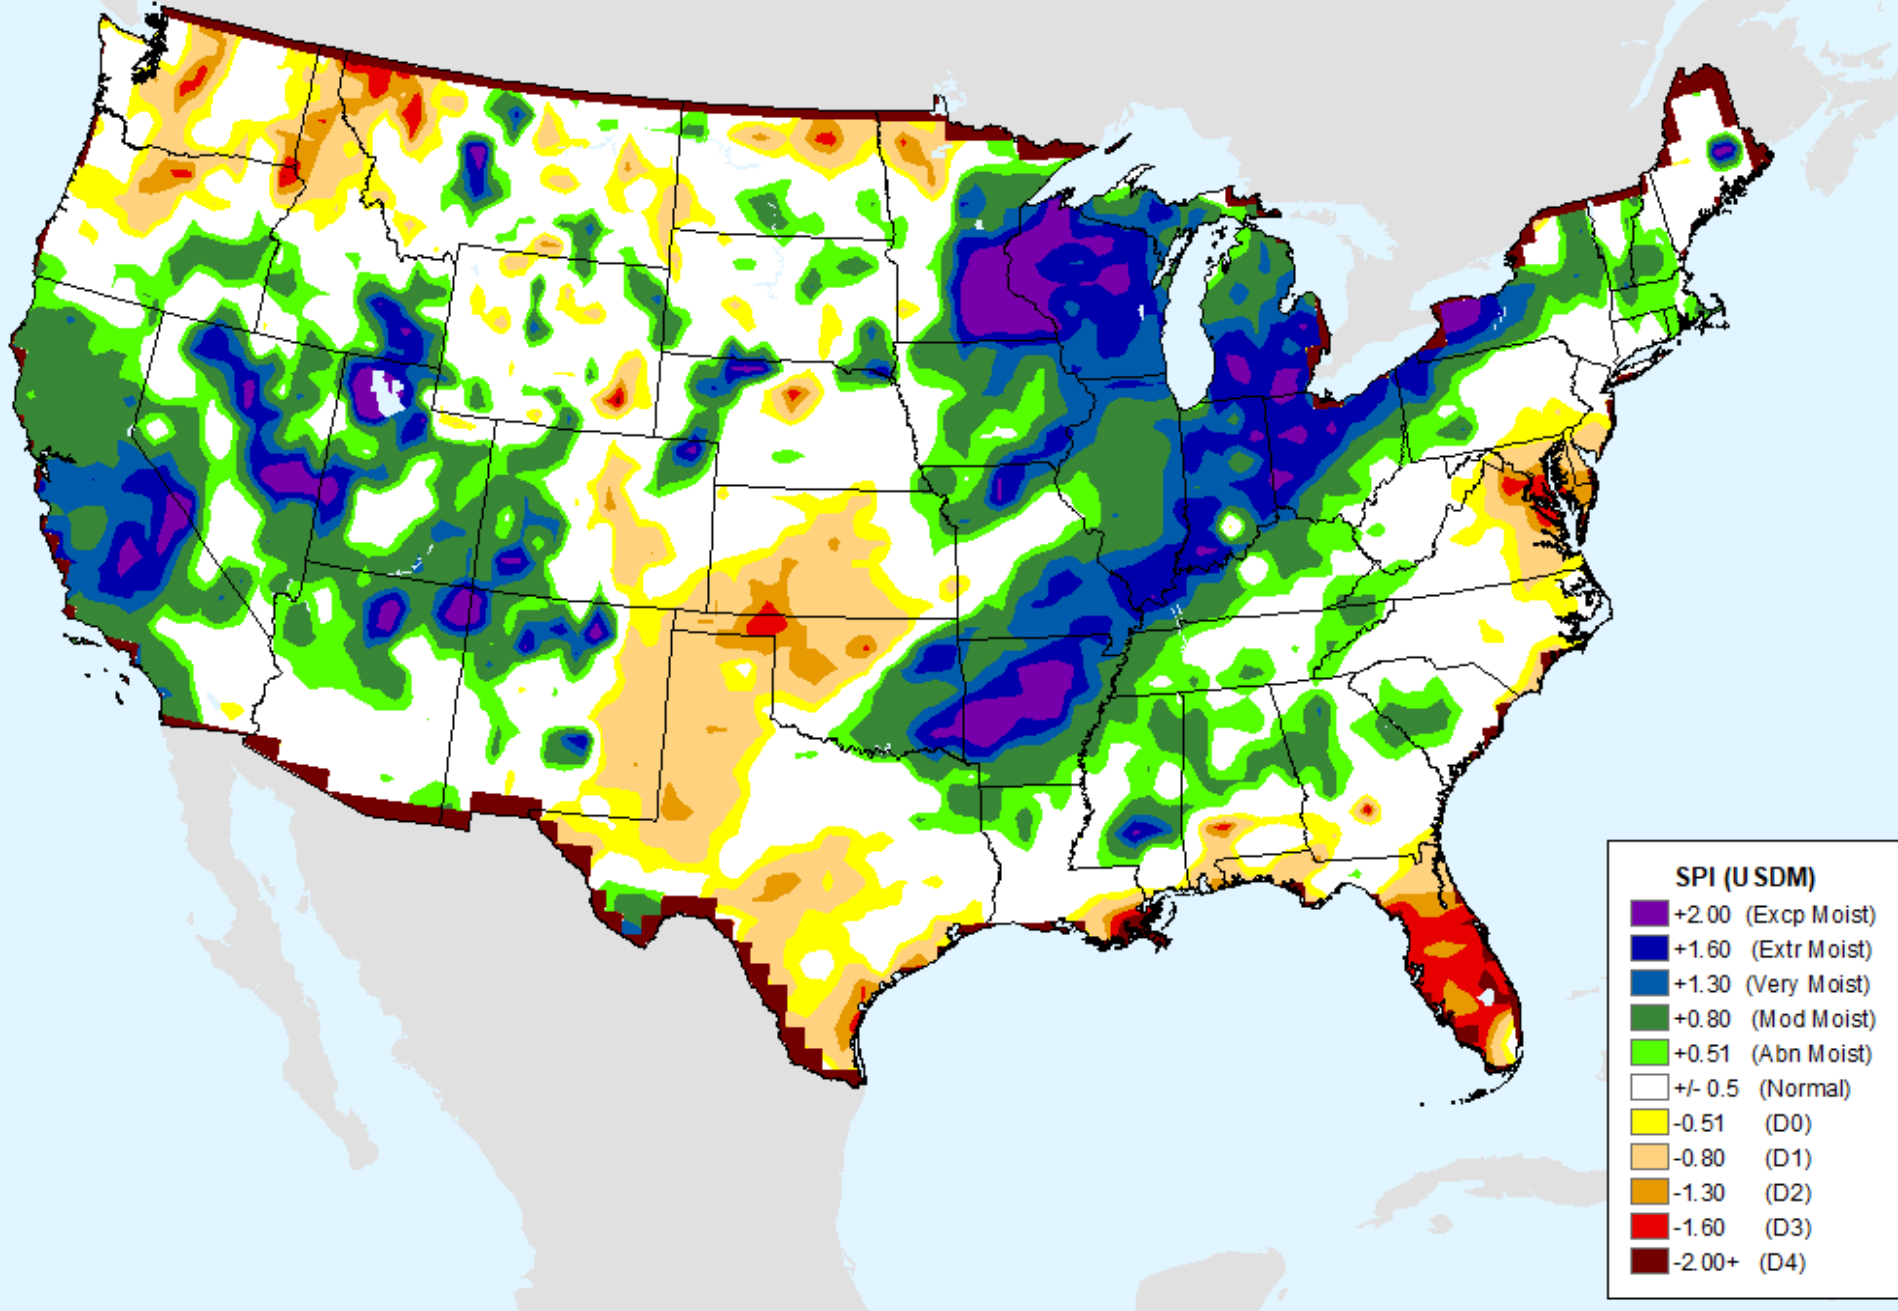 SPI (USDM)
+2.00 (Excp Moist)
+1.60 (Extr Moist)
+1.30 (Very Moist)
+0.80 (Mod Moist)
+0.51 (Abn Moist)
+/- 0.5 (Normal)
-0.51 (D0)
-0.80 (D1)
-1.30 (D2)
-1.60 (D3)
-2.00+ (D4)